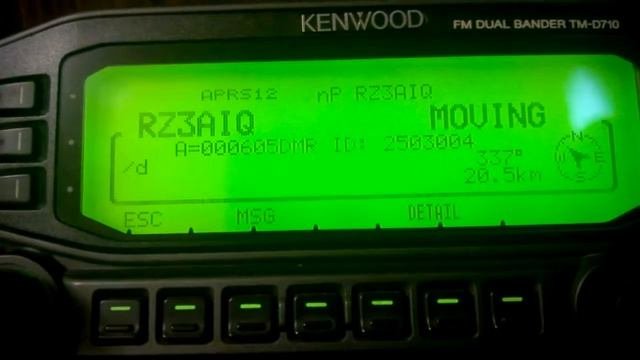 KENWOOD FM DUAL BANDER TM-D710
APRS12 nP RZ3AIQ
RZ3AIQ MOVING
A=000605DMR ID: 2503004
/d 337°
20.5km
N
W E
S
ESC MSG DETAIL